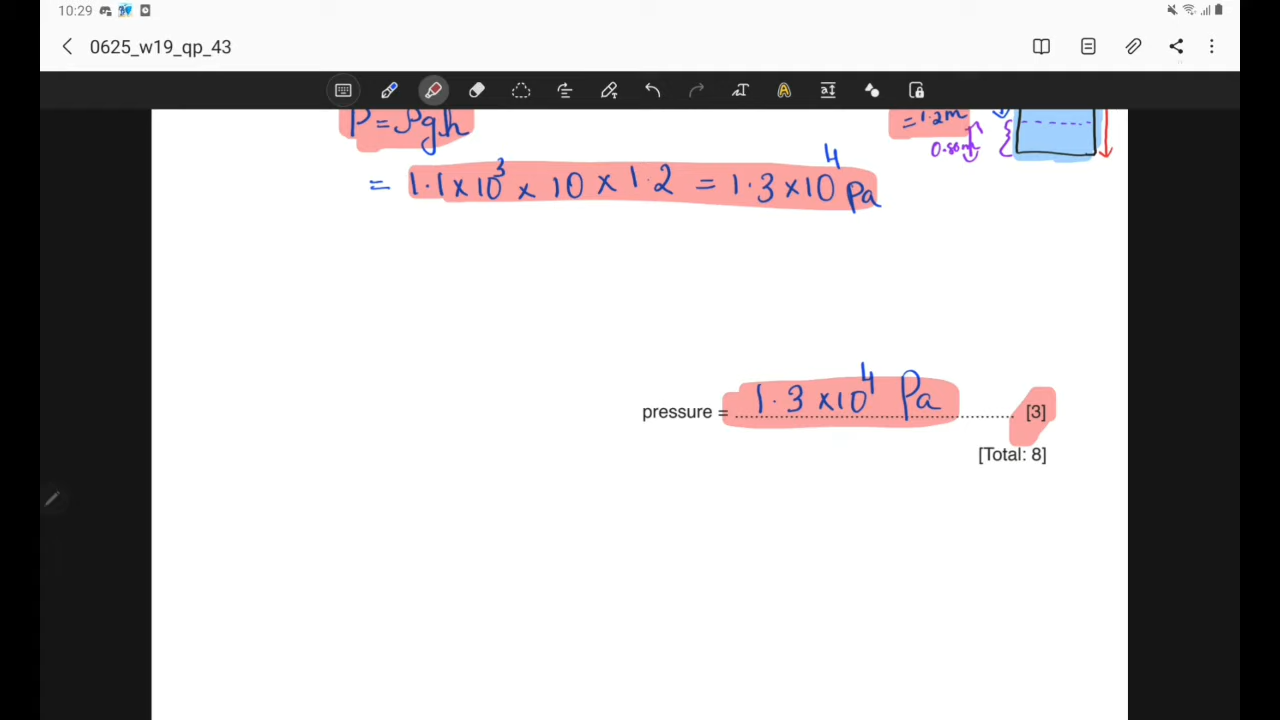 10:29
0625_w19_qp_43
P = ρgh
= 1.2m
0.80m
= 1.1 × 10³ × 10 × 1.2 = 1.3 × 10⁴ Pa
pressure = 1.3 × 10⁴ Pa [3]
[Total: 8]